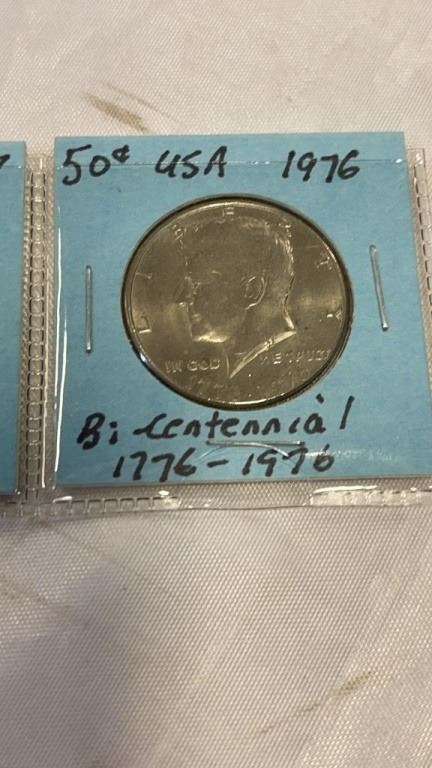 50¢ USA 1976
LIBERTY
IN GOD WE TRUST
Bi Centennial
1776-1976